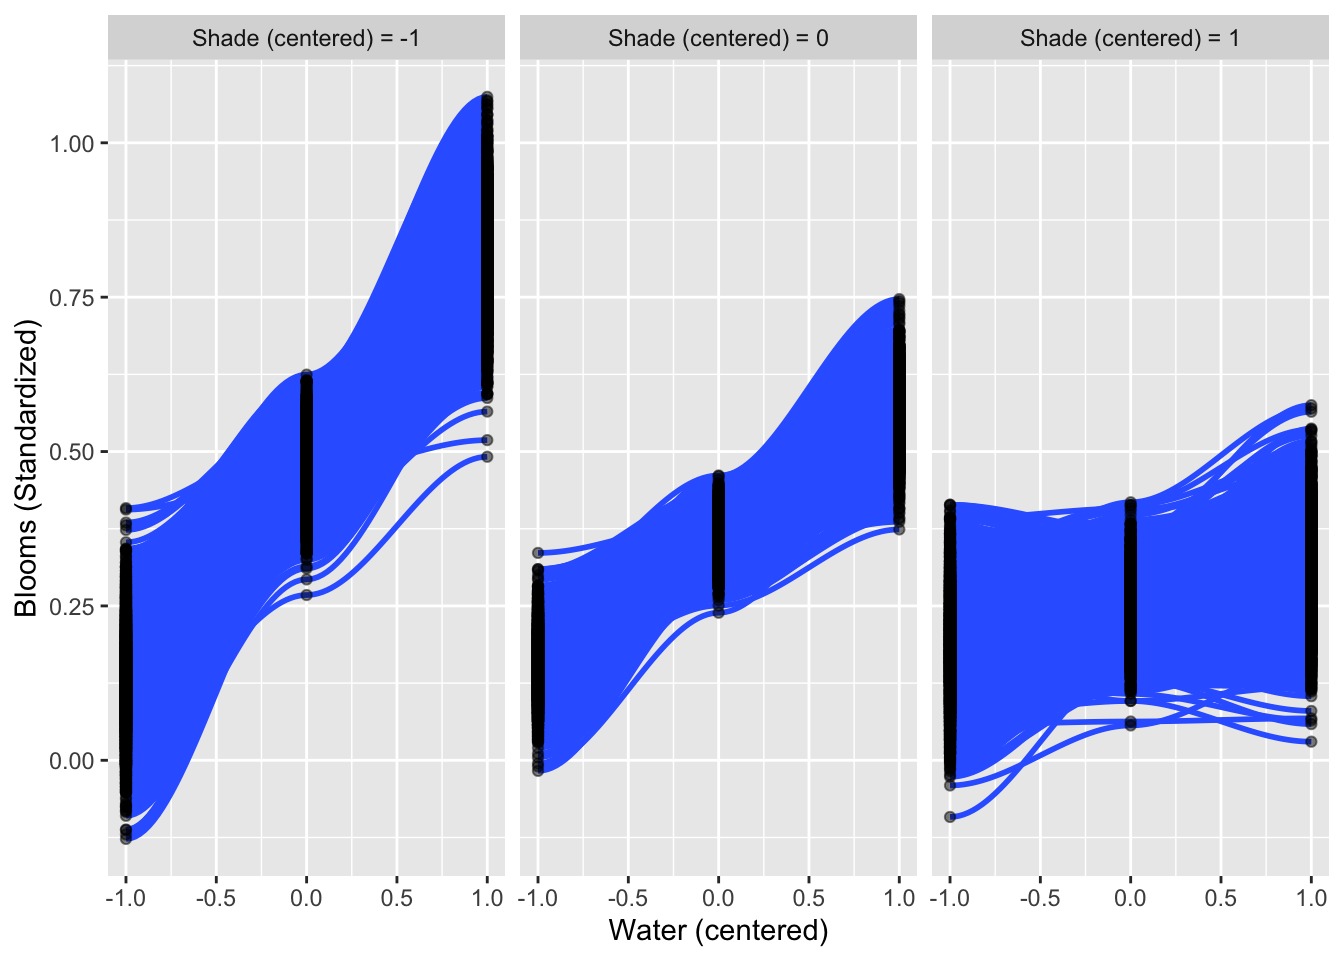 Shade (centered) = -1
Shade (centered) = 0
Shade (centered) = 1
Blooms (Standardized)
1.00
0.75
0.50
0.25
0.00
-1.0 -0.5 0.0 0.5 1.0
-1.0 -0.5 0.0 0.5 1.0
-1.0 -0.5 0.0 0.5 1.0
Water (centered)